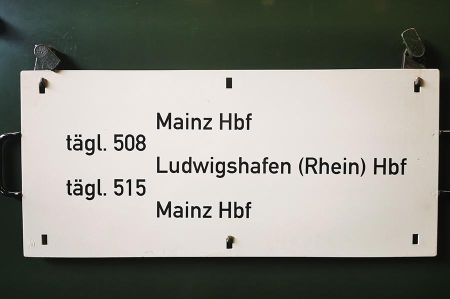 Mainz Hbf
tägl. 508
Ludwigshafen (Rhein) Hbf
tägl. 515
Mainz Hbf